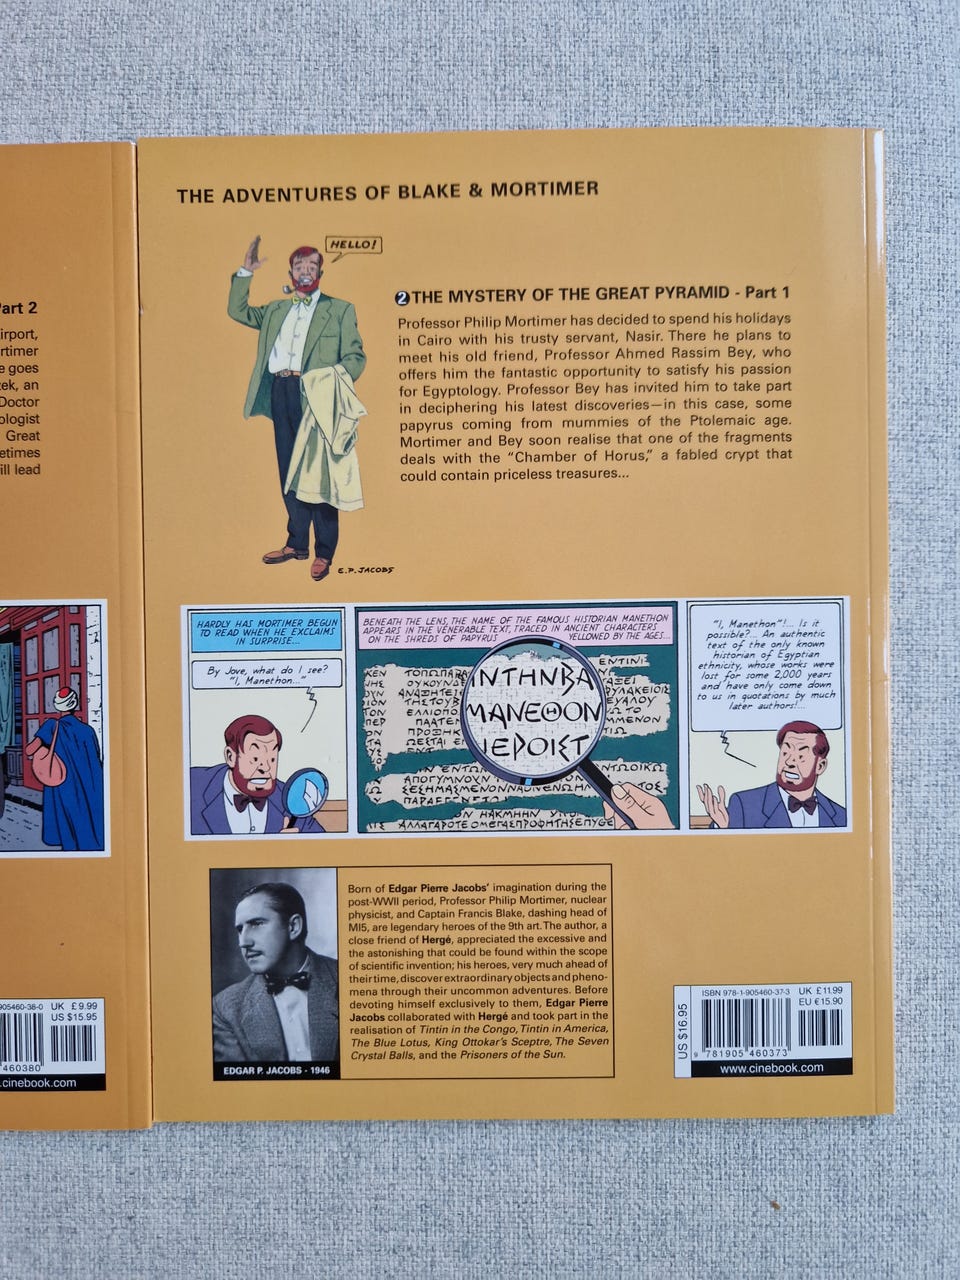 Part 2
airport,
rtimer
e goes
zek, an
Doctor
ologist
Great
etimes
ill lead
905460-38-0
UK £ 9.99
US $15.95
460380
.cinebook.com
THE ADVENTURES OF BLAKE & MORTIMER
HELLO!
E.P. JACOBS
2 THE MYSTERY OF THE GREAT PYRAMID - Part 1
Professor Philip Mortimer has decided to spend his holidays
in Cairo with his trusty servant, Nasir. There he plans to
meet his old friend, Professor Ahmed Rassim Bey, who
offers him the fantastic opportunity to satisfy his passion
for Egyptology. Professor Bey has invited him to take part
in deciphering his latest discoveries—in this case, some
papyrus coming from mummies of the Ptolemaic age.
Mortimer and Bey soon realise that one of the fragments
deals with the “Chamber of Horus,” a fabled crypt that
could contain priceless treasures...
HARDLY HAS MORTIMER BEGUN
TO READ WHEN HE EXCLAIMS
IN SURPRISE...
By Jove, what do I see?
"I, Manethon..."
BENEATH THE LENS, THE NAME OF THE FAMOUS HISTORIAN MANETHON
APPEARS IN THE VENERABLE TEXT, TRACED IN ANCIENT CHARACTERS
ON THE SHREDS OF PAPYRUS YELLOWED BY THE AGES...
ΙΝΤΗΝΒΑ
ΜΑΝΕΘΟΝ
ΙΕΡΟΙΣΤ
"I, Manethon"!... Is it
possible?... An authentic
text of the only known
historian of Egyptian
ethnicity, whose works were
lost for some 2,000 years
and have only come down
to us in quotations by much
later authors!...
EDGAR P. JACOBS - 1946
Born of Edgar Pierre Jacobs' imagination during the
post-WWII period, Professor Philip Mortimer, nuclear
physicist, and Captain Francis Blake, dashing head of
MI5, are legendary heroes of the 9th art. The author, a
close friend of Hergé, appreciated the excessive and
the astonishing that could be found within the scope
of scientific invention; his heroes, very much ahead of
their time, discover extraordinary objects and pheno-
mena through their uncommon adventures. Before
devoting himself exclusively to them, Edgar Pierre
Jacobs collaborated with Hergé and took part in the
realisation of Tintin in the Congo, Tintin in America,
The Blue Lotus, King Ottokar's Sceptre, The Seven
Crystal Balls, and the Prisoners of the Sun.
US $16.95
ISBN 978-1-905460-37-3
UK £11.99
EU €15.90
9 781905 460373
www.cinebook.com